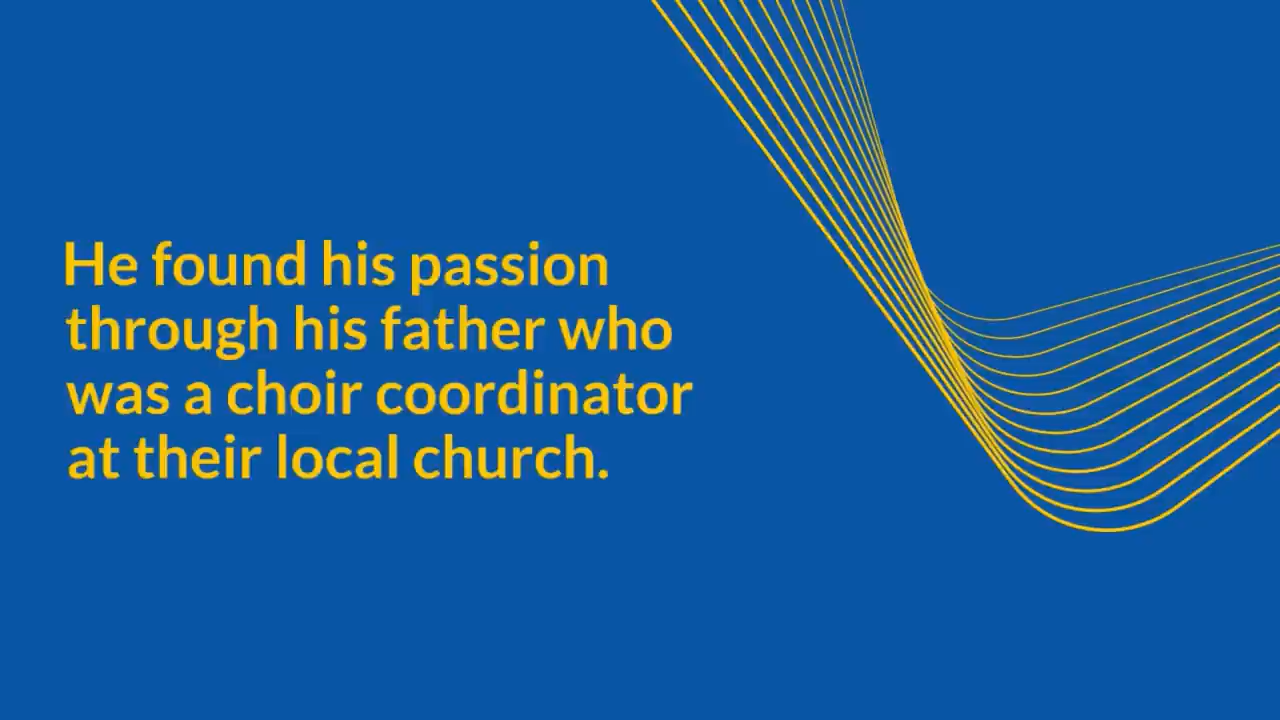 He found his passion
through his father who
was a choir coordinator
at their local church.